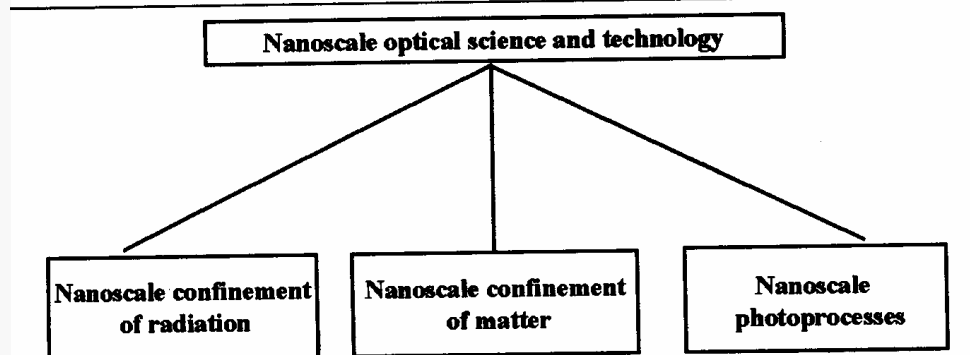 Nanoscale optical science and technology
Nanoscale confinement
of radiation
Nanoscale confinement
of matter
Nanoscale
photoprocesses